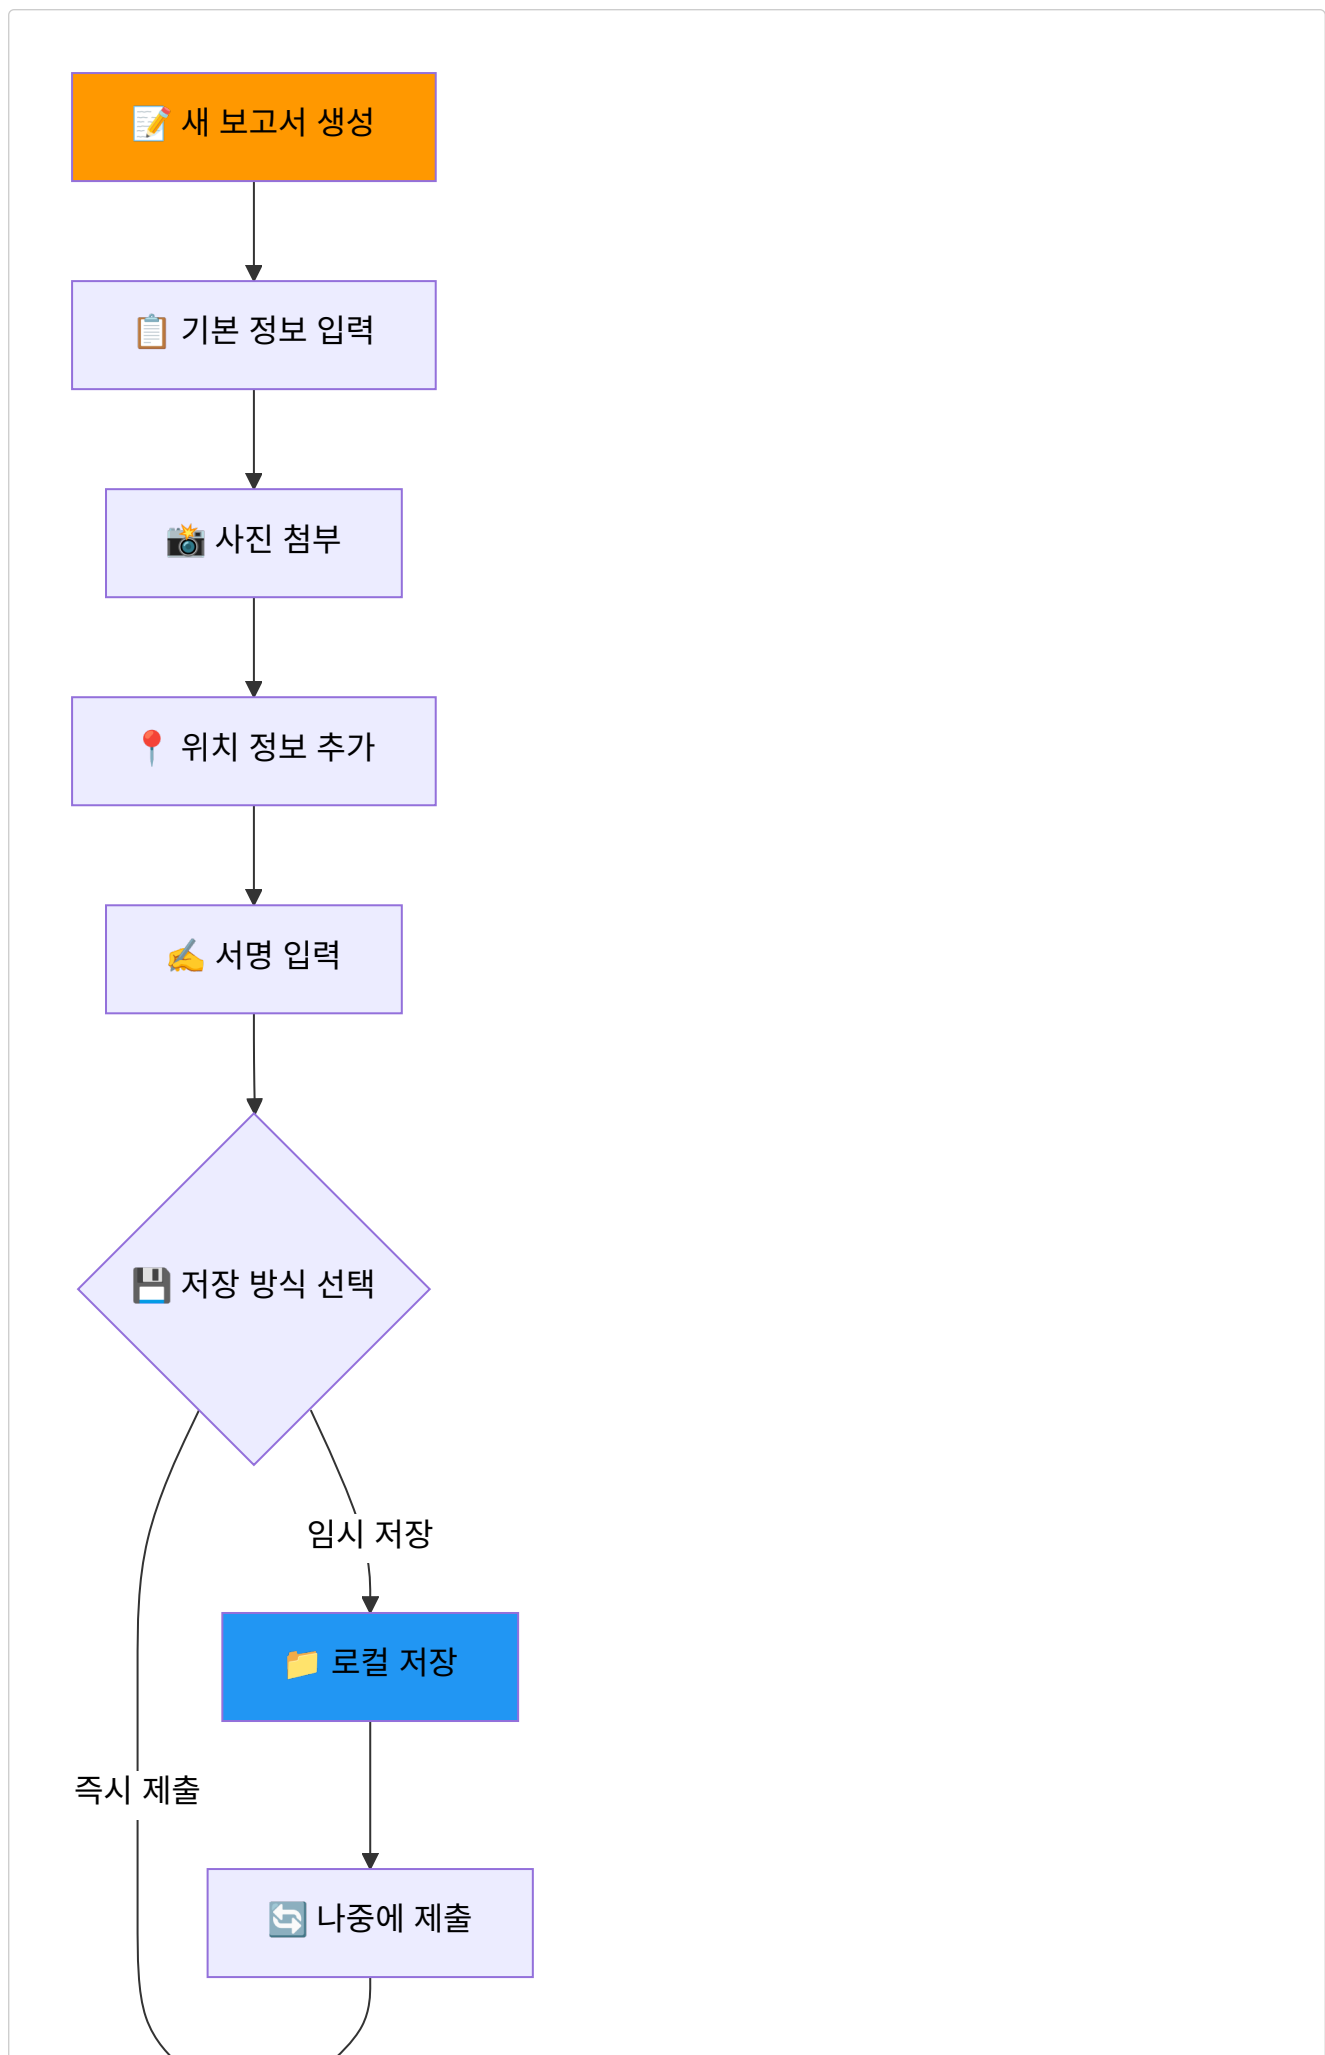 📝 새 보고서 생성
📋 기본 정보 입력
📸 사진 첨부
📍 위치 정보 추가
✍️ 서명 입력
💾 저장 방식 선택
임시 저장
📁 로컬 저장
즉시 제출
🔄 나중에 제출